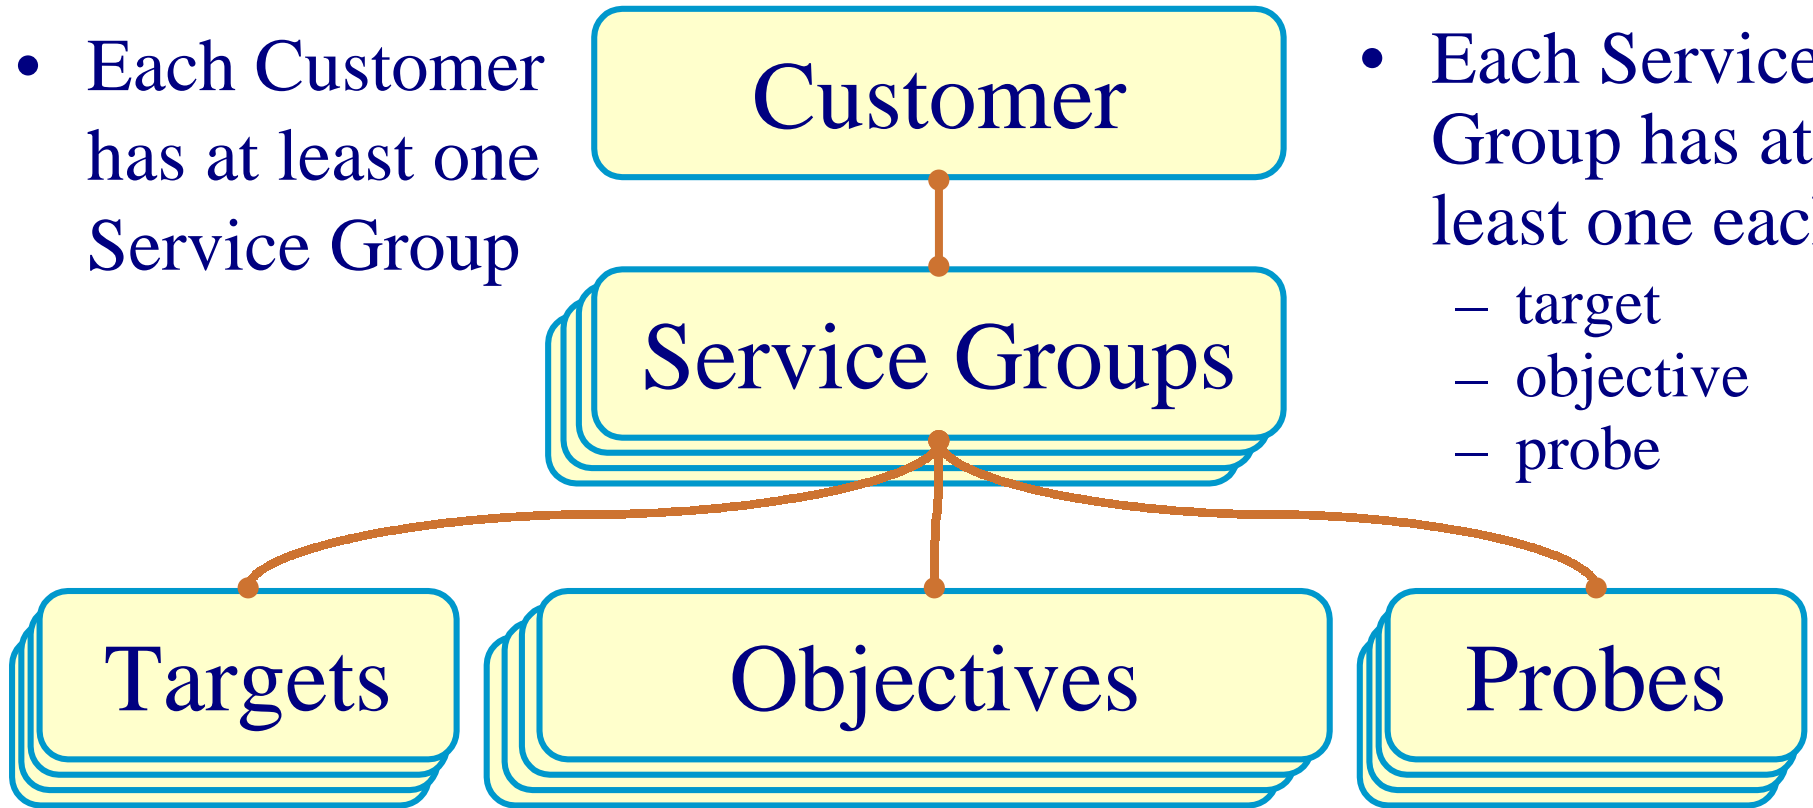 • Each Customer
has at least one
Service Group
Customer
• Each Service
Group has at
least one each
– target
– objective
– probe
Service Groups
Targets
Objectives
Probes